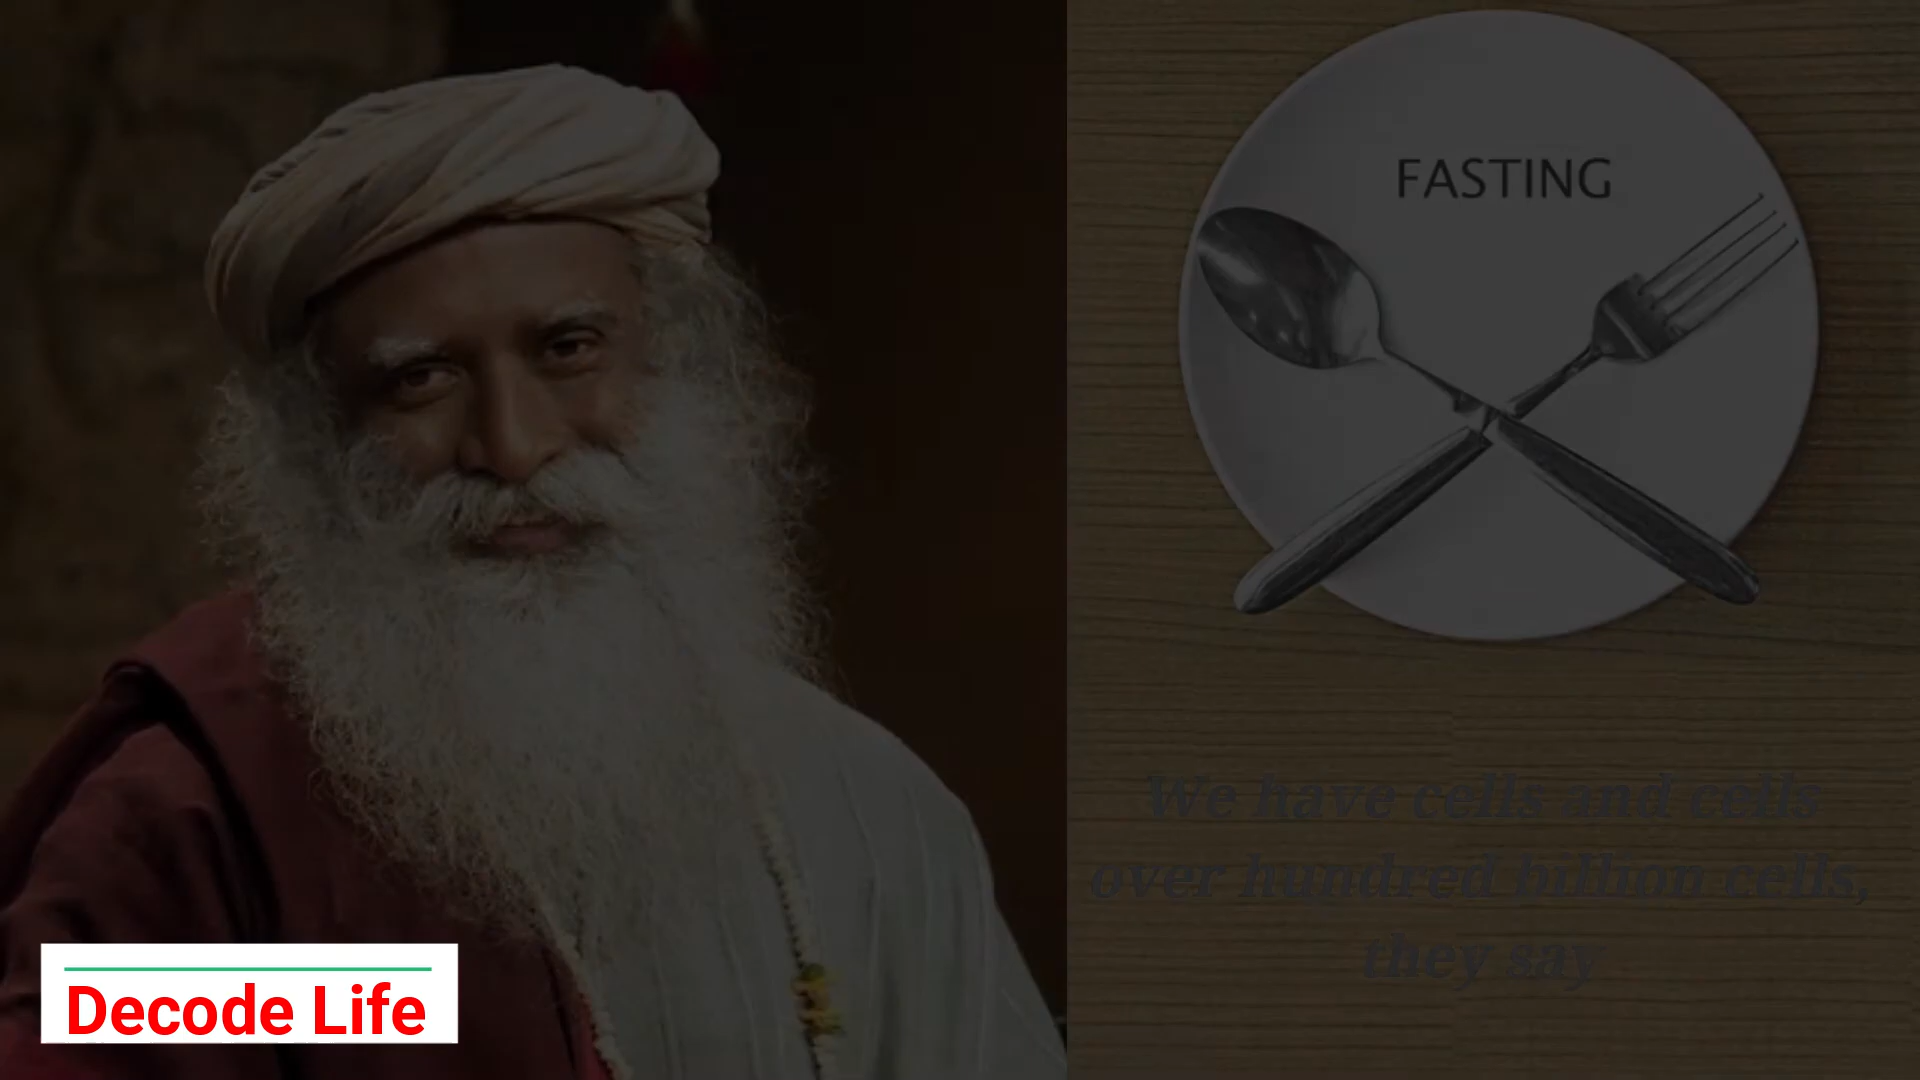 FASTING
We have cells and cells
over hundred billion cells,
they say
Decode Life